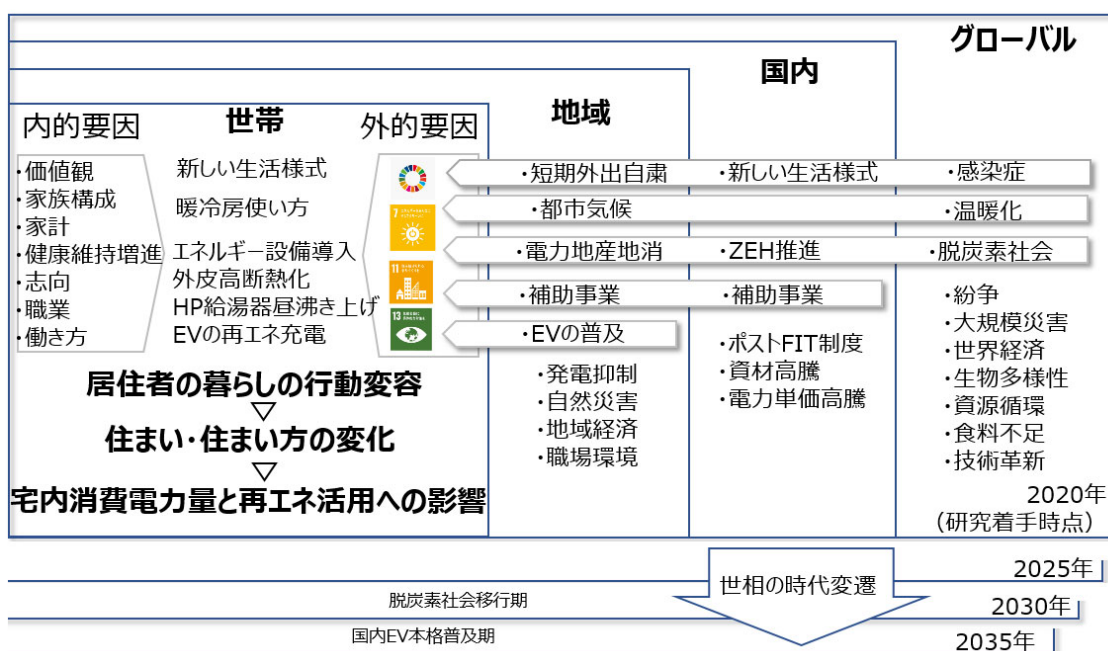 グローバル
国内
地域
世帯
内的要因
外的要因
・価値観
・家族構成
・家計
・健康維持増進
・志向
・職業
・働き方
新しい生活様式
暖冷房使い方
エネルギー設備導入
外皮高断熱化
HP給湯器昼沸き上げ
EVの再エネ充電
7
11
13
・短期外出自粛
・新しい生活様式
・感染症
・都市気候
・温暖化
・電力地産地消
・ZEH推進
・脱炭素社会
・補助事業
・補助事業
・EVの普及
・発電抑制
・自然災害
・地域経済
・職場環境
・ポストFIT制度
・資材高騰
・電力単価高騰
・紛争
・大規模災害
・世界経済
・生物多様性
・資源循環
・食料不足
・技術革新
居住者の暮らしの行動変容
▽
住まい・住まい方の変化
▽
宅内消費電力量と再エネ活用への影響
2020年
（研究着手時点）
2025年
世相の時代変遷
脱炭素社会移行期
2030年
国内EV本格普及期
2035年